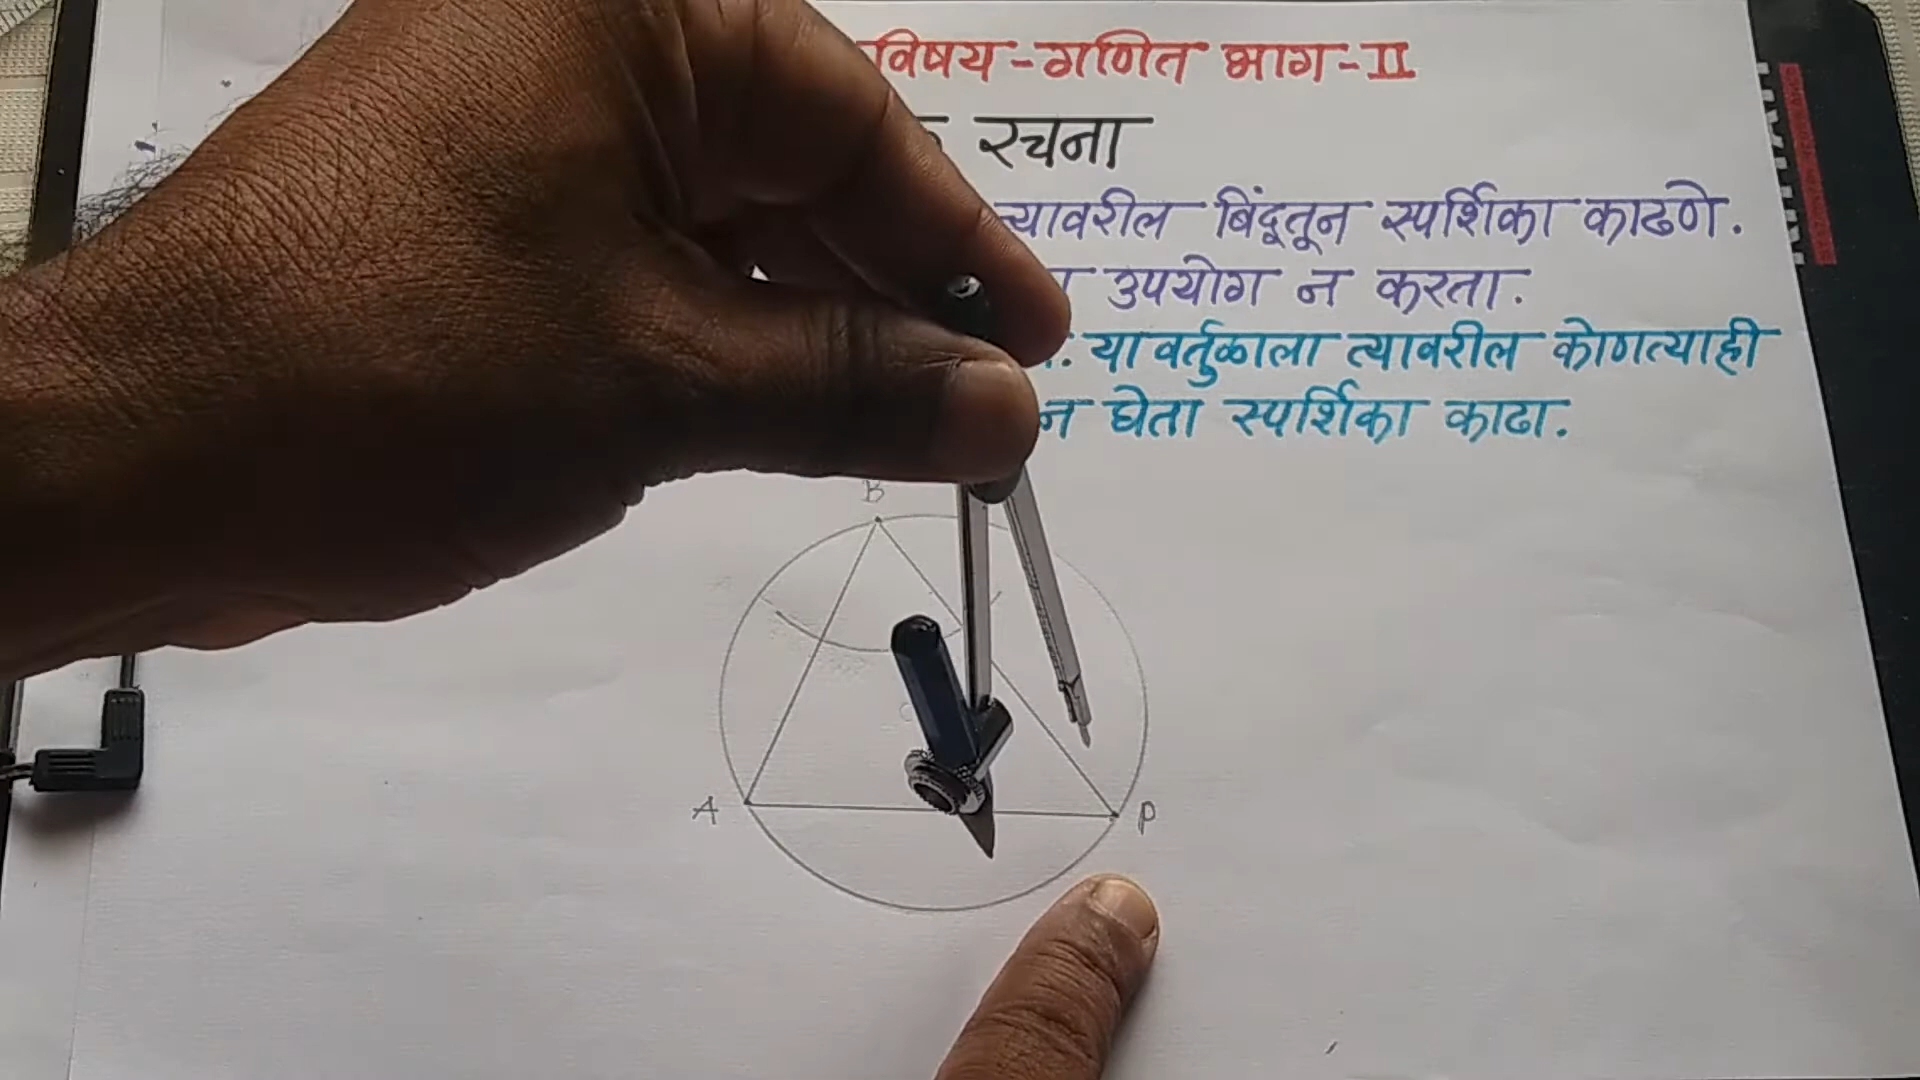 विषय -गणित भाग-II
रचना
त्यावरील बिंदूतून स्पर्शिका काढणे.
उपयोग न करता.
या वर्तुळाला त्यावरील कोणत्याही
न घेता स्पर्शिका काढा.
B
A
P